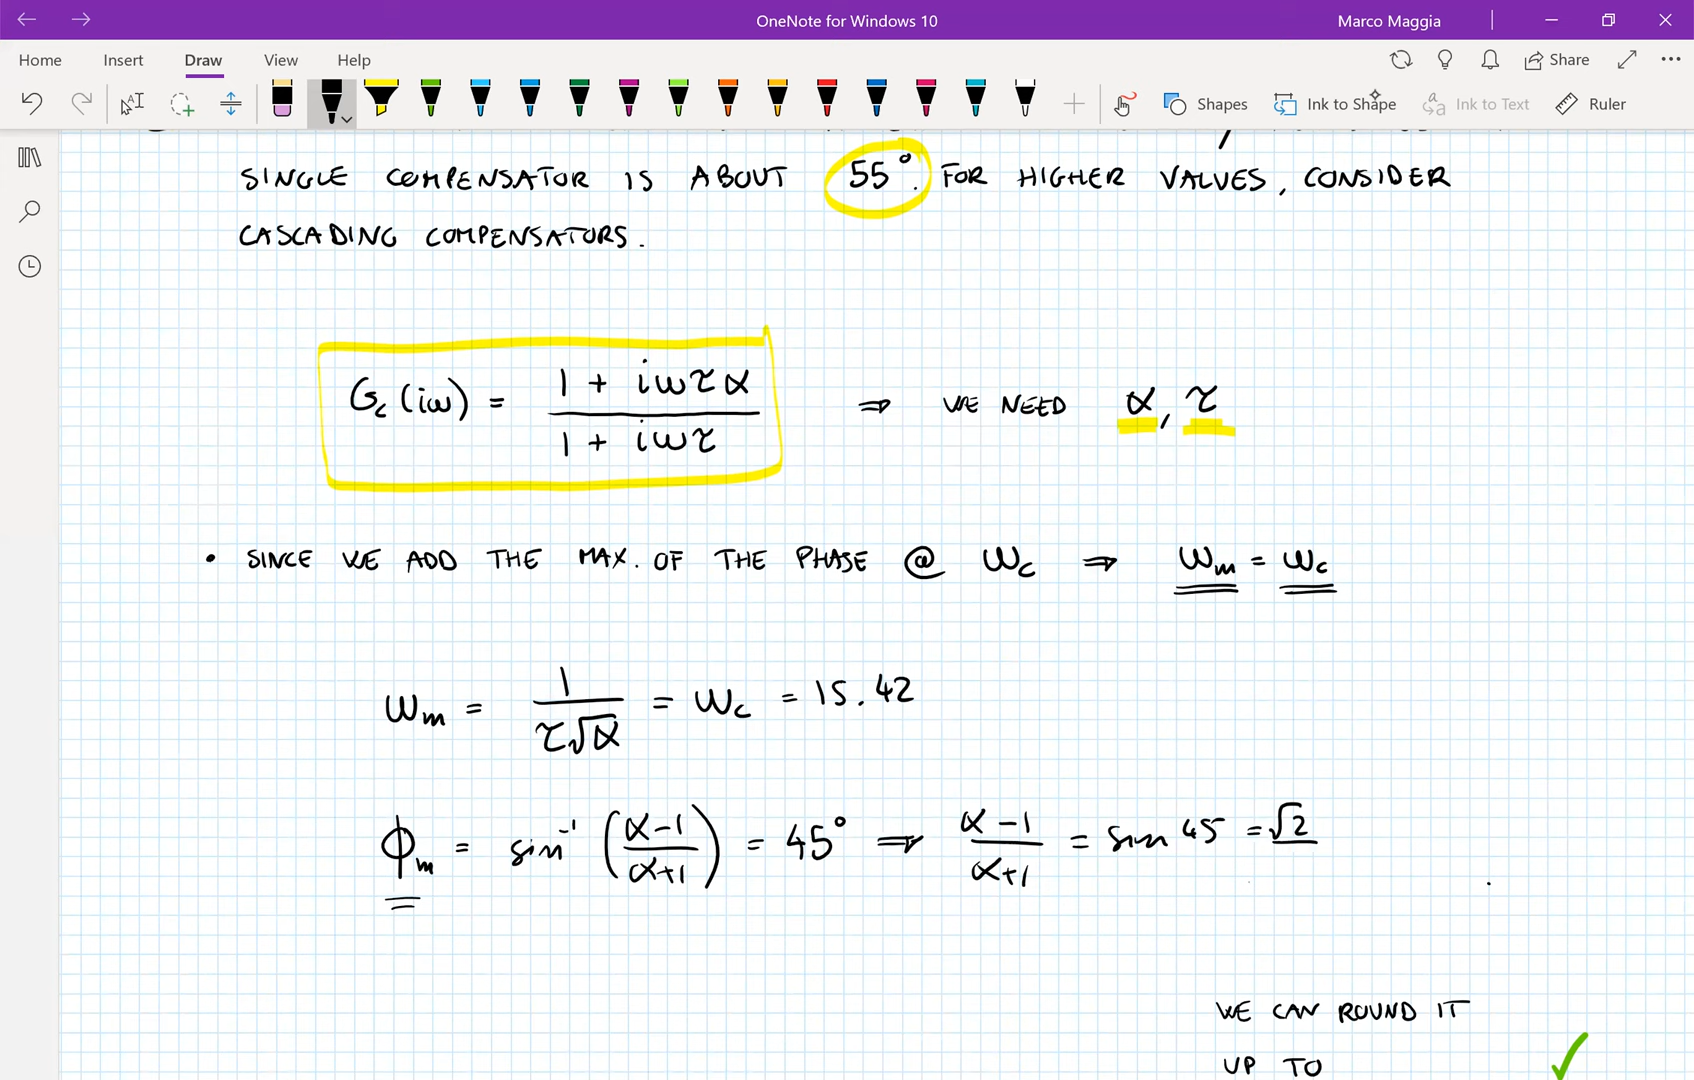 OneNote for Windows 10
Marco Maggia
Home Insert Draw View Help
Share
Shapes Ink to Shape Ink to Text Ruler
SINGLE COMPENSATOR IS ABOUT 55°. FOR HIGHER VALUES, CONSIDER
CASCADING COMPENSATORS.
Gc(iω) = (1 + iωτα) / (1 + iωτ) ⇒ WE NEED α, τ
• SINCE WE ADD THE MAX. OF THE PHASE @ ωc ⇒ ωm = ωc
ωm = 1 / (τ√α) = ωc = 15.42
ϕm = sin⁻¹ ((α-1) / (α+1)) = 45° ⇒ (α-1) / (α+1) = sin 45 = √2
WE CAN ROUND IT
UP TO